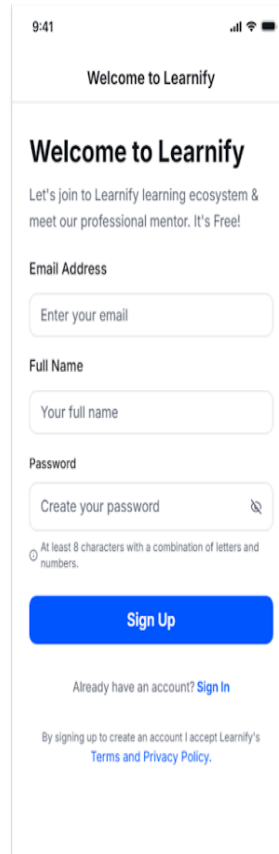 9:41
Welcome to Learnify
Welcome to Learnify
Let's join to Learnify learning ecosystem &
meet our professional mentor. It's Free!
Email Address
Enter your email
Full Name
Your full name
Password
Create your password
At least 8 characters with a combination of letters and
numbers.
Sign Up
Already have an account? Sign In
By signing up to create an account I accept Learnify's
Terms and Privacy Policy.